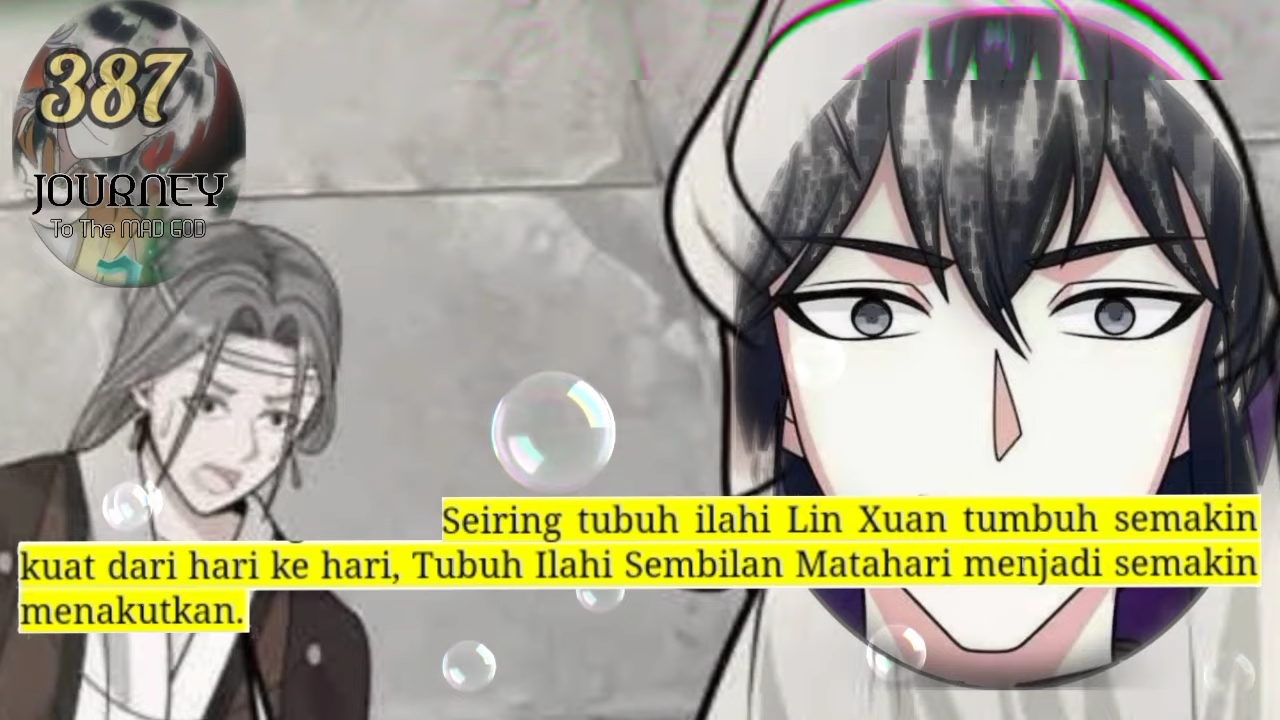 387
JOURNEY
To The MAD GOD
Seiring tubuh ilahi Lin Xuan tumbuh semakin
kuat dari hari ke hari, Tubuh Ilahi Sembilan Matahari menjadi semakin
menakutkan.